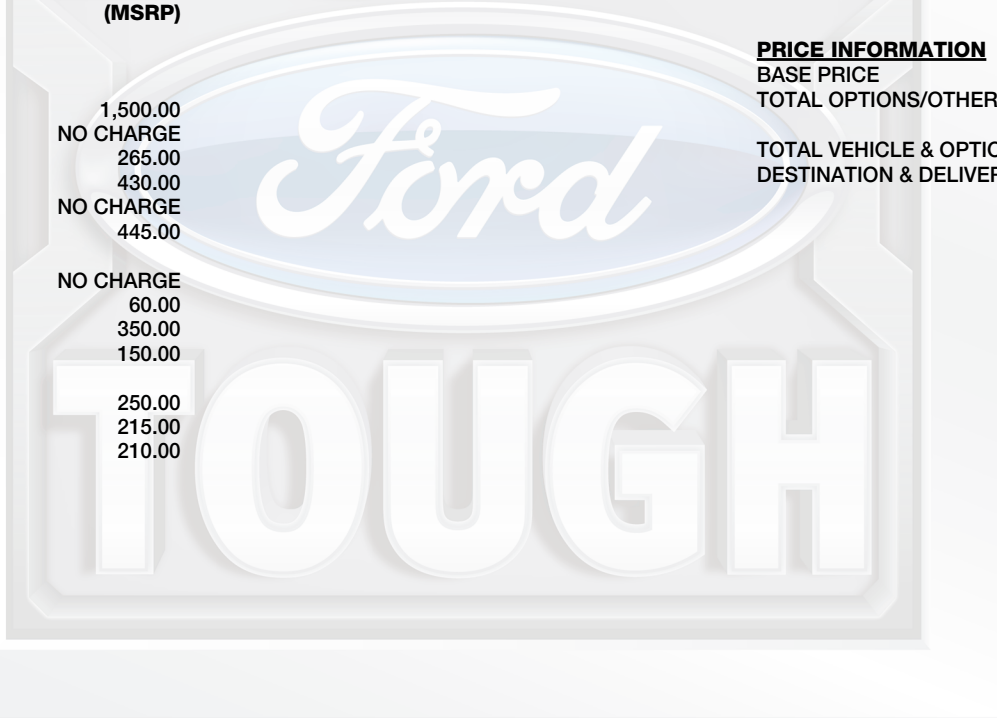 (MSRP)
1,500.00
NO CHARGE
265.00
430.00
NO CHARGE
445.00
NO CHARGE
60.00
350.00
150.00
250.00
215.00
210.00
PRICE INFORMATION
BASE PRICE
TOTAL OPTIONS/OTHER
TOTAL VEHICLE & OPTIO
DESTINATION & DELIVER
Ford
TOUGH